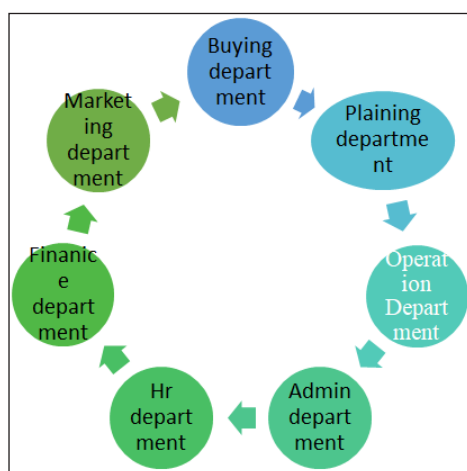 Buying
depart
ment
Plaining
departme
nt
Operat
ion
Depart
ment
Admin
depart
ment
Hr
depart
ment
Finanic
e
depart
ment
Market
ing
depart
ment